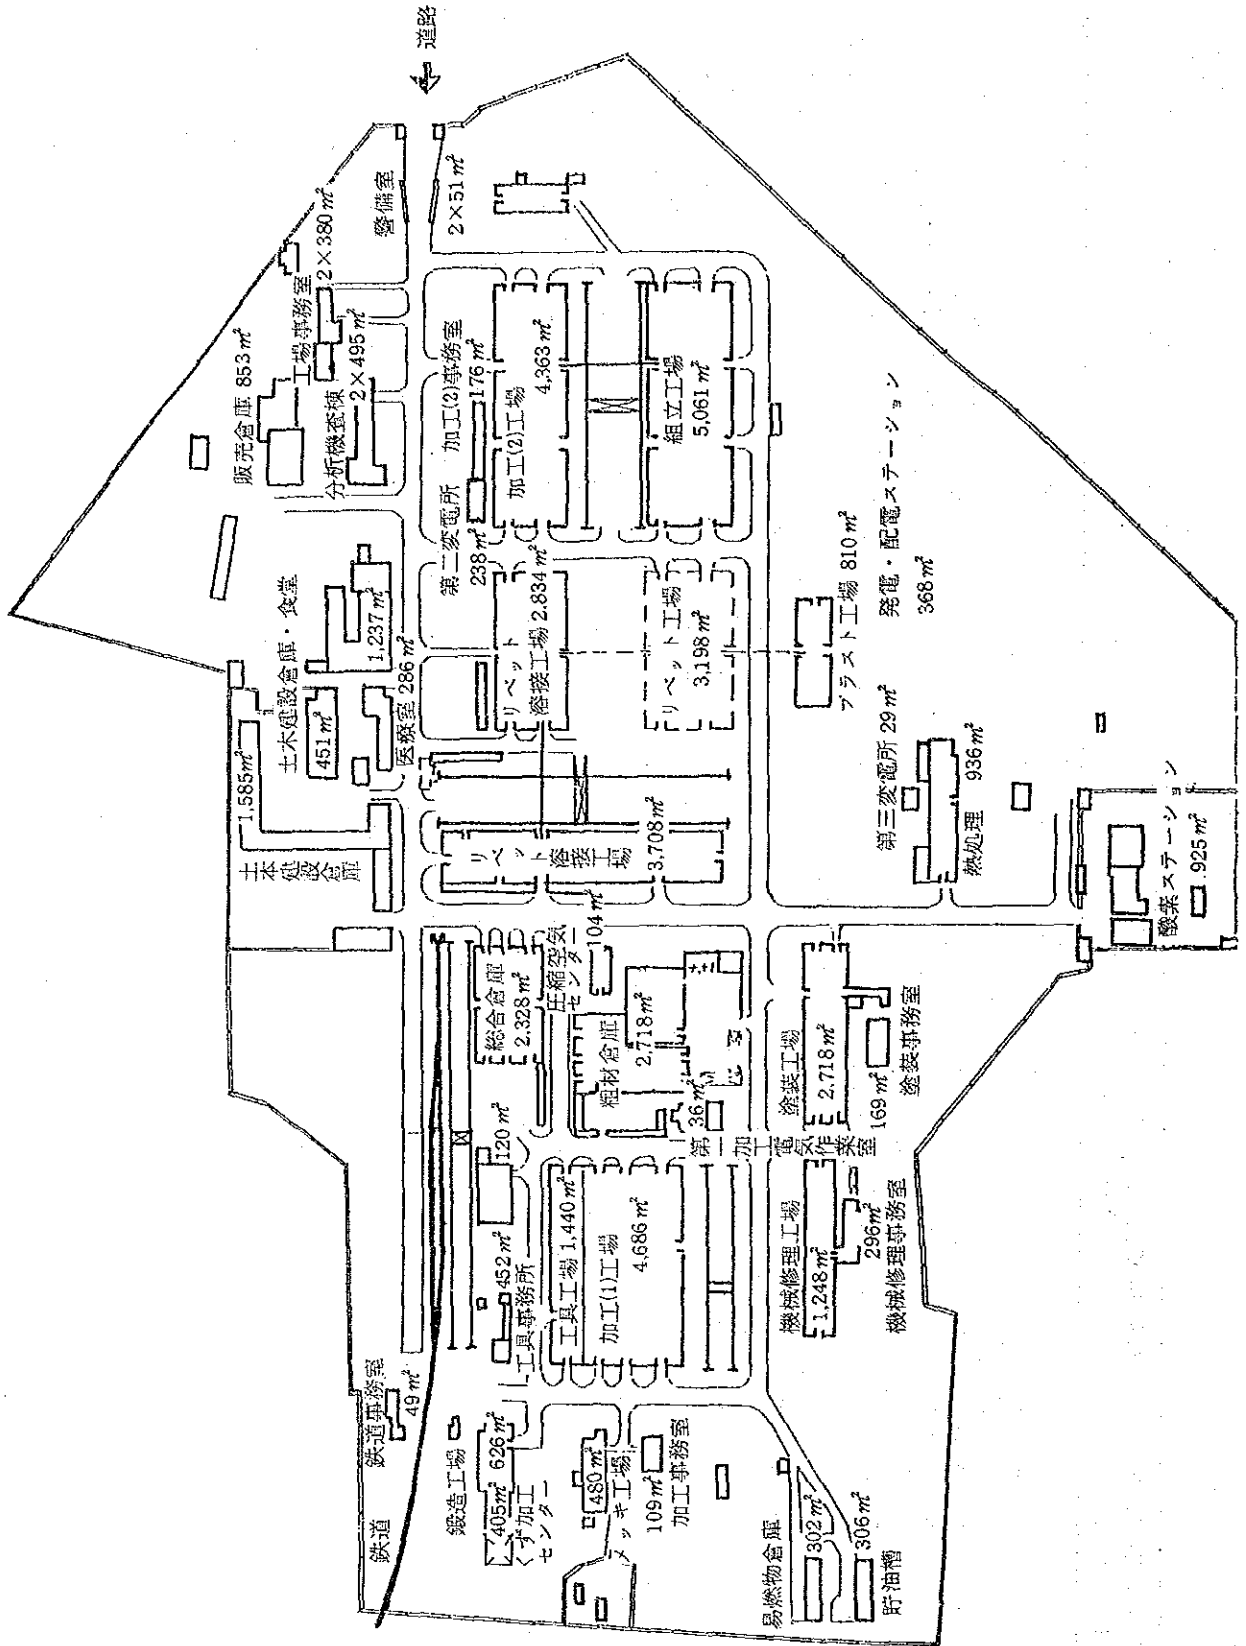 道路
警備室
2×51㎡
2×380㎡
工場事務室
販売倉庫 853㎡
分析機査棟
2×495㎡
加工(2)事務室
176㎡
加工(2)工場
4,363㎡
組立工場
5,061㎡
第二変電所
238㎡
土木建設倉庫・食堂
1,237㎡
451㎡
医療室 286㎡
リベット
溶接工場 2.834㎡
リベット工場
3,198㎡
ブラスト工場 810㎡
発電・配電ステーション
368㎡
1.585㎡
土木建設倉庫
リベット溶接工場
3.708㎡
第三変電所 29㎡
熱処理 936㎡
酸素ステーション
925㎡
総合倉庫
2,328㎡
圧縮空気
センター
104㎡
粗材倉庫
2,718㎡
36㎡
第一加工電気作業室
塗装工場
2.718㎡
169㎡
塗装事務室
120㎡
452㎡
工具事務所
工具工場 1,440㎡
加工(1)工場
4,686㎡
機械修理工場
1,248㎡
296㎡
機械修理事務室
鉄道事務室
49㎡
鉄道
鍛造工場
626㎡
405㎡
くず加工
センター
480㎡
メッキ工場
109㎡
加工事務室
易燃物倉庫
302㎡
306㎡
貯油槽